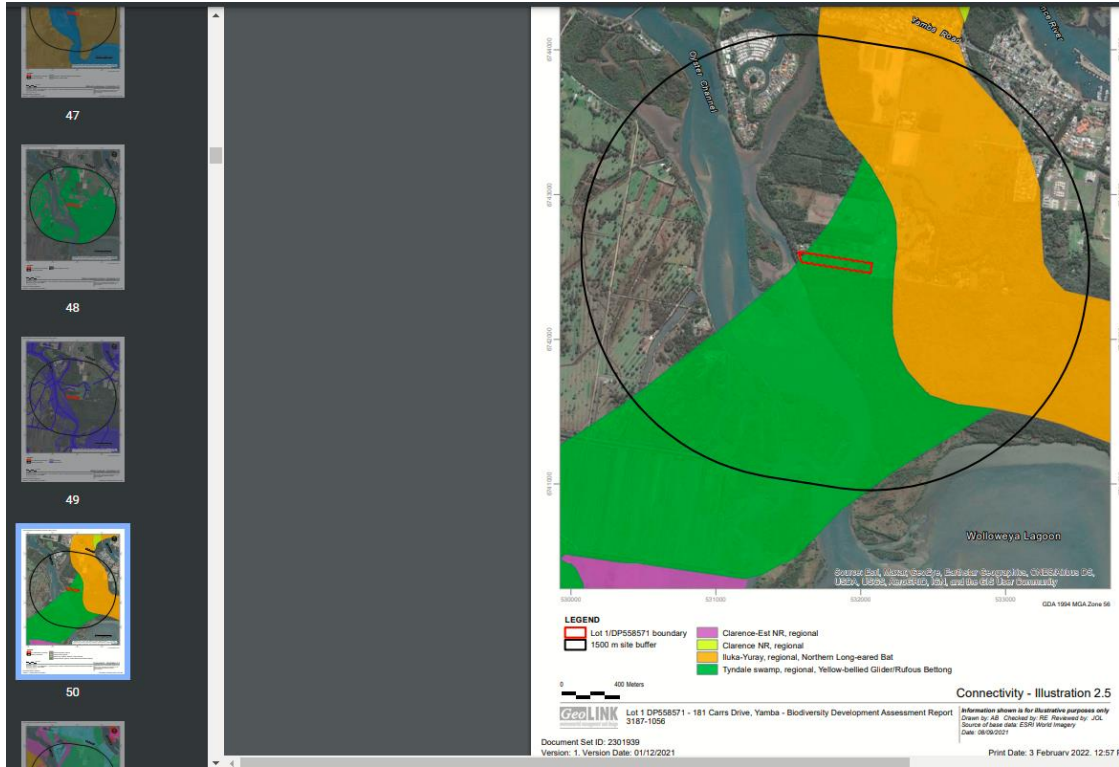 47
48
49
50
Yamba Road
Oyster Channel
6744000
6743000
6742000
6741000
Wolloweya Lagoon
Sources: Esri, Maxar, GeoEye, Earthstar Geographics, CNES/Airbus DS,
USDA, USGS, AeroGRID, IGN, and the GIS User Community
530000 531000 532000 533000
GDA 1994 MGA Zone 56
LEGEND
Lot 1/DP558571 boundary
1500 m site buffer
Clarence-Est NR, regional
Clarence NR, regional
Iluka-Yuray, regional, Northern Long-eared Bat
Tyndale swamp, regional, Yellow-bellied Glider/Rufous Bettong
0 400 Meters
Connectivity - Illustration 2.5
GeoLINK
Lot 1 DP558571 - 181 Carrs Drive, Yamba - Biodiversity Development Assessment Report
3187-1056
Information shown is for illustrative purposes only
Drawn by: AB Checked by: RE Reviewed by: JOL
Source of base data: ESRI World Imagery
Date: 08/09/2021
Document Set ID: 2301939
Version: 1, Version Date: 01/12/2021
Print Date: 3 February 2022, 12:57 P